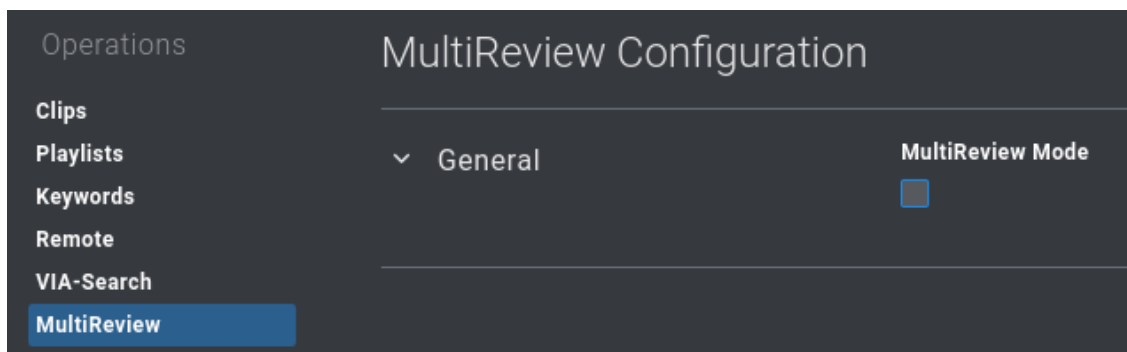 Operations
Clips
Playlists
Keywords
Remote
VIA-Search
MultiReview
MultiReview Configuration
General
MultiReview Mode